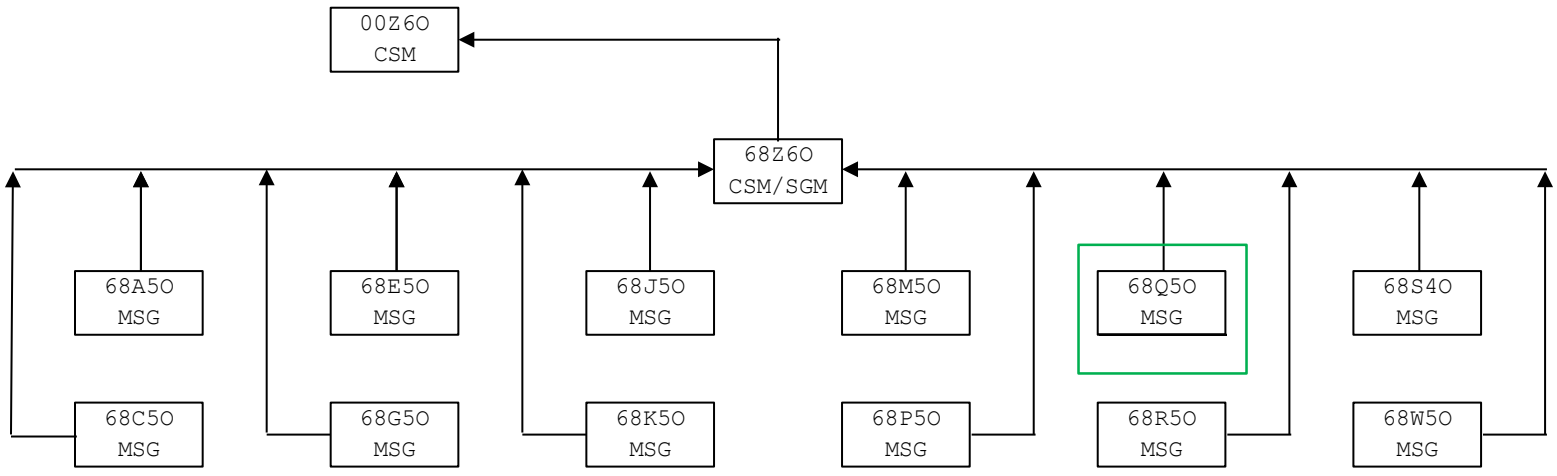 00Z6O
CSM
68Z6O
CSM/SGM
68A5O
MSG
68E5O
MSG
68J5O
MSG
68M5O
MSG
68Q5O
MSG
68S4O
MSG
68C5O
MSG
68G5O
MSG
68K5O
MSG
68P5O
MSG
68R5O
MSG
68W5O
MSG